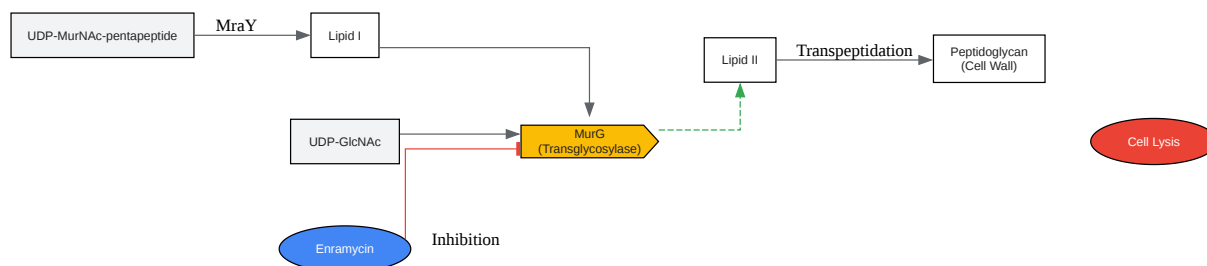 UDP-MurNAc-pentapeptide
MraY
Lipid I
Lipid II
Transpeptidation
Peptidoglycan
(Cell Wall)
UDP-GlcNAc
MurG
(Transglycosylase)
Cell Lysis
Enramycin
Inhibition